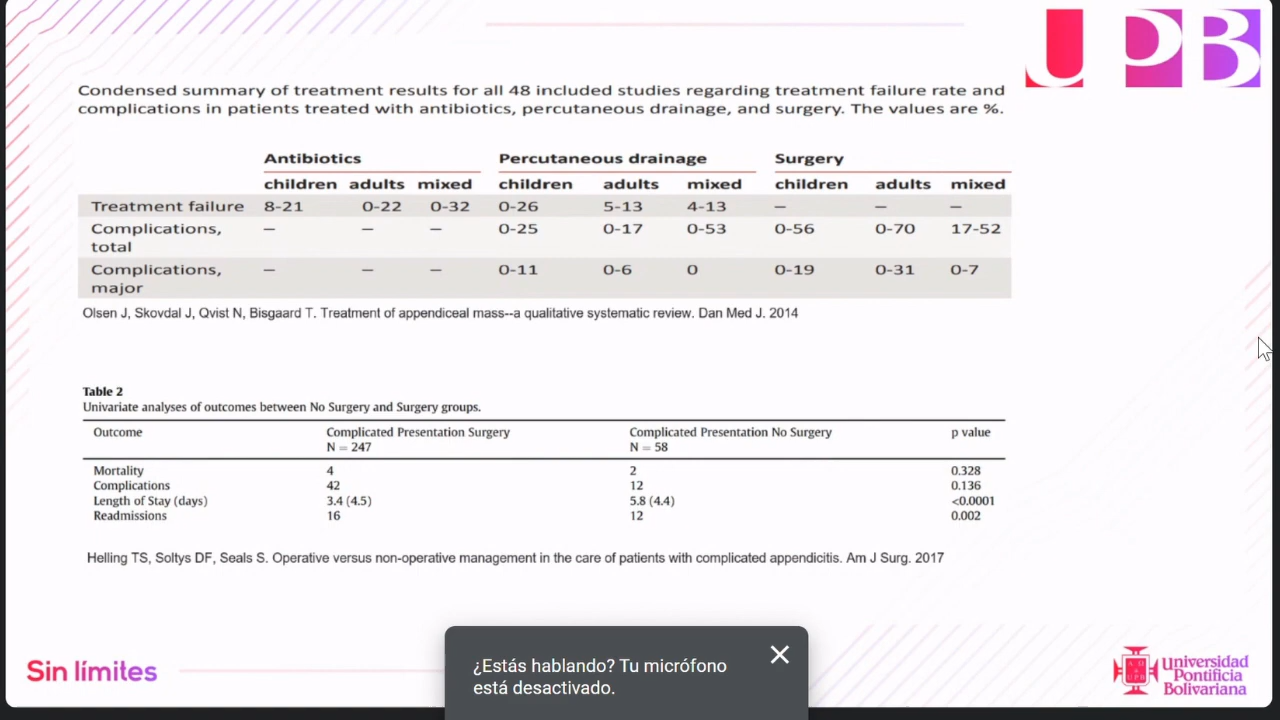 UPB
Condensed summary of treatment results for all 48 included studies regarding treatment failure rate and
complications in patients treated with antibiotics, percutaneous drainage, and surgery. The values are %.
Antibiotics Percutaneous drainage Surgery
children adults mixed children adults mixed children adults mixed
Treatment failure 8-21 0-22 0-32 0-26 5-13 4-13 – – –
Complications, – – – 0-25 0-17 0-53 0-56 0-70 17-52
total
Complications, – – – 0-11 0-6 0 0-19 0-31 0-7
major
Olsen J, Skovdal J, Qvist N, Bisgaard T. Treatment of appendiceal mass--a qualitative systematic review. Dan Med J. 2014
Table 2
Univariate analyses of outcomes between No Surgery and Surgery groups.
Outcome Complicated Presentation Surgery Complicated Presentation No Surgery p value
N = 247 N = 58
Mortality 4 2 0.328
Complications 42 12 0.136
Length of Stay (days) 3.4 (4.5) 5.8 (4.4) <0.0001
Readmissions 16 12 0.002
Helling TS, Soltys DF, Seals S. Operative versus non-operative management in the care of patients with complicated appendicitis. Am J Surg. 2017
Sin límites
¿Estás hablando? Tu micrófono
está desactivado.
A D
UPB
Universidad
Pontificia
Bolivariana